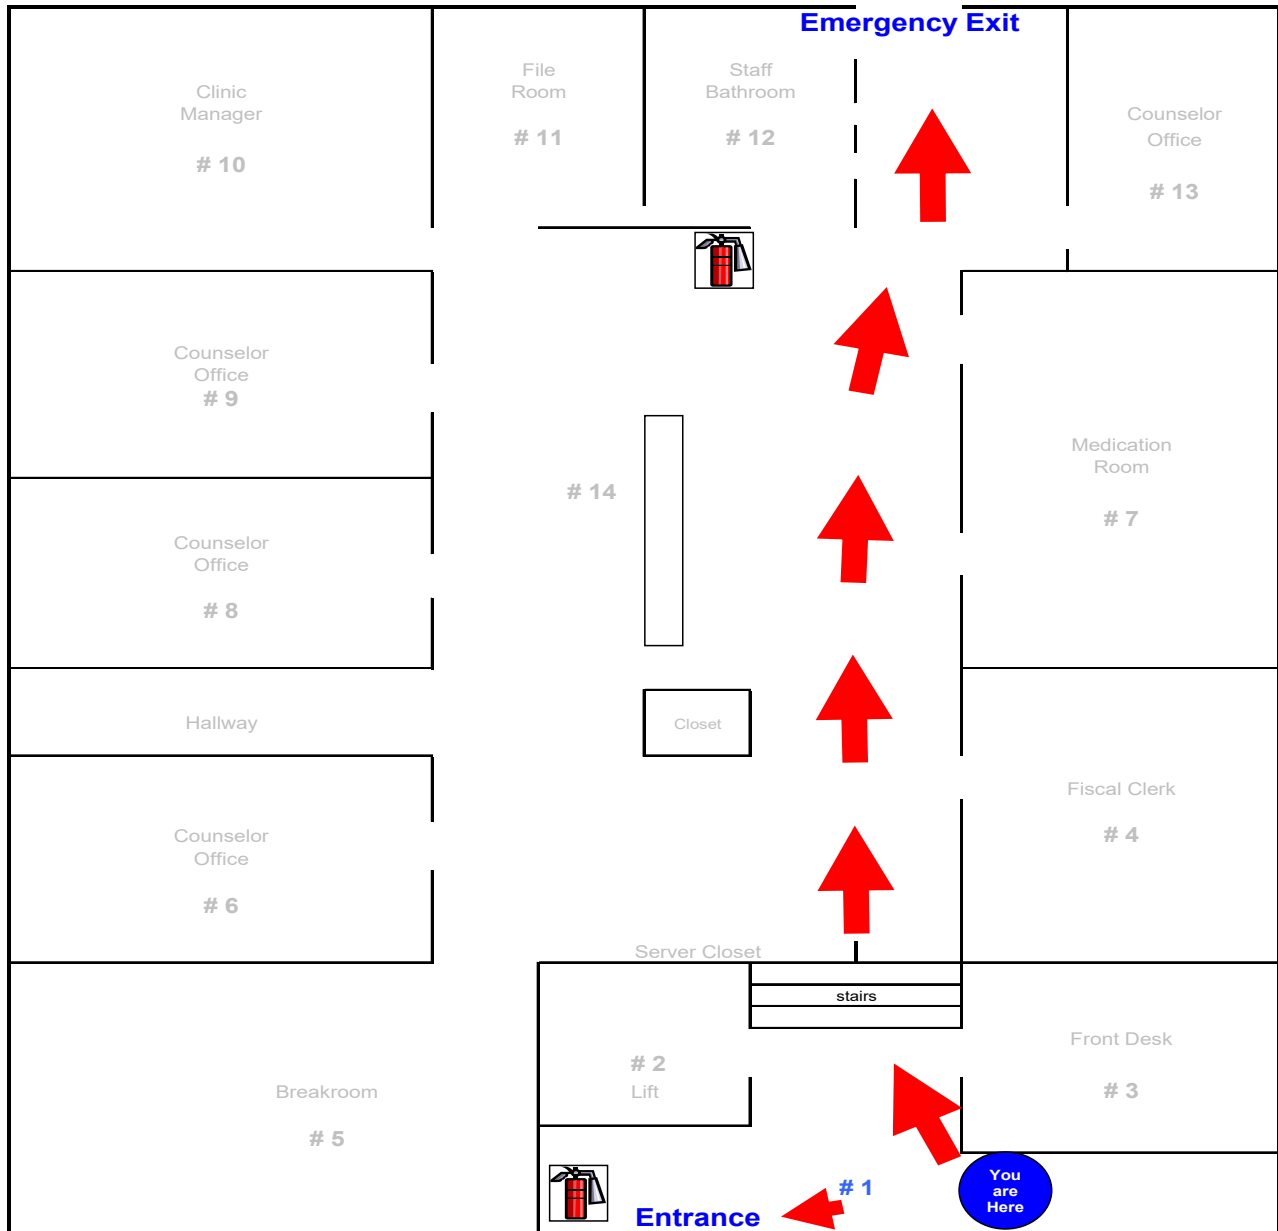 Emergency Exit
Clinic
Manager
# 10
File
Room
# 11
Staff
Bathroom
# 12
Counselor
Office
# 13
Counselor
Office
# 9
# 14
Medication
Room
# 7
Counselor
Office
# 8
Hallway
Closet
Fiscal Clerk
# 4
Counselor
Office
# 6
Server Closet
stairs
# 2
Lift
Front Desk
# 3
Breakroom
# 5
# 1
You
are
Here
Entrance